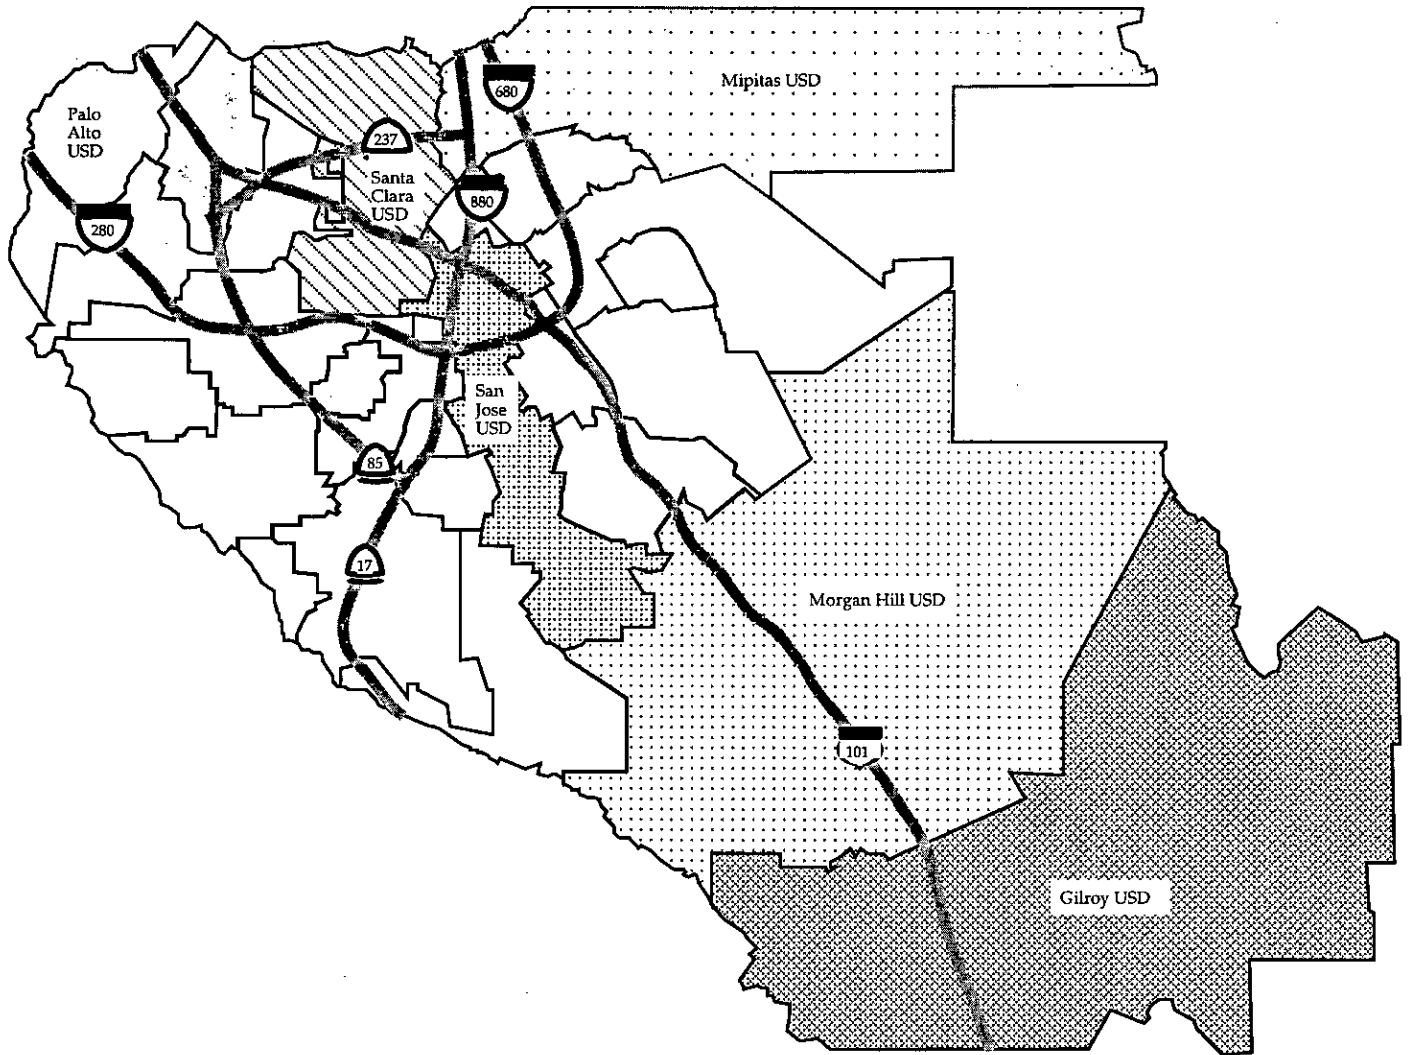 Mipitas USD
680
Palo
Alto
USD
237
Santa
Clara
USD
880
280
San
Jose
USD
85
17
Morgan Hill USD
101
Gilroy USD